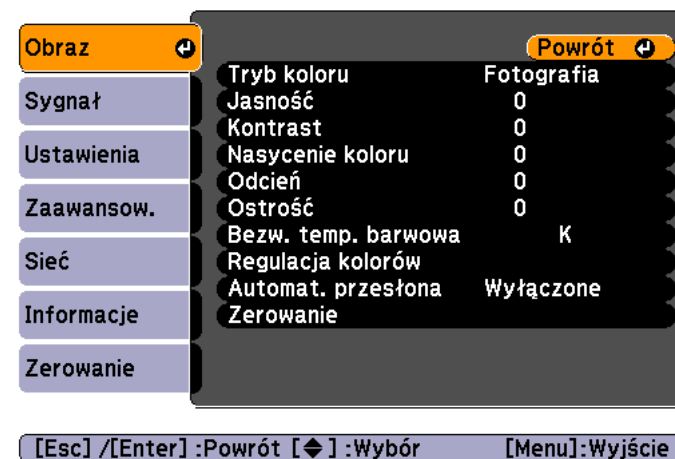 Obraz
Sygnał
Ustawienia
Zaawansow.
Sieć
Informacje
Zerowanie
Powrót
Tryb koloru Fotografia
Jasność 0
Kontrast 0
Nasycenie koloru 0
Odcień 0
Ostrość 0
Bezw. temp. barwowa K
Regulacja kolorów
Automat. przesłona Wyłączone
Zerowanie
[Esc] /[Enter] :Powrót [◆] :Wybór [Menu]:Wyjście